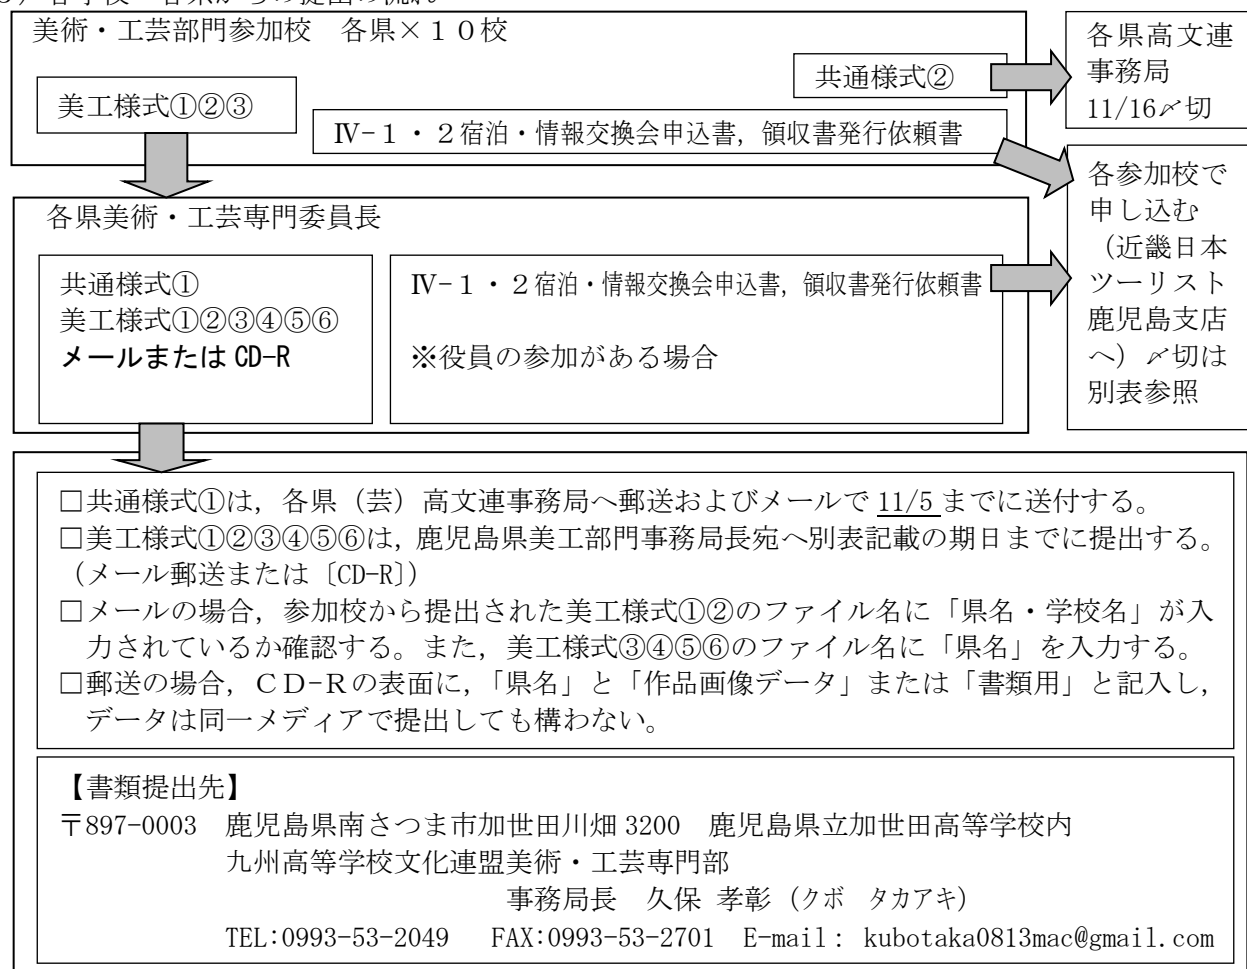 美術・工芸部門参加校　各県×１０校
共通様式②
美工様式①②③
Ⅳ-１・２宿泊・情報交換会申込書，領収書発行依頼書
各県高文連
事務局
11/16〆切
各参加校で
申し込む
（近畿日本
ツーリスト
鹿児島支店
へ）〆切は
別表参照
各県美術・工芸専門委員長
共通様式①
美工様式①②③④⑤⑥
メールまたは CD-R
Ⅳ-１・２宿泊・情報交換会申込書，領収書発行依頼書
※役員の参加がある場合
□共通様式①は，各県（芸）高文連事務局へ郵送およびメールで 11/5 までに送付する。
□美工様式①②③④⑤⑥は，鹿児島県美工部門事務局長宛へ別表記載の期日までに提出する。
（メール郵送または〔CD-R〕）
□メールの場合，参加校から提出された美工様式①②のファイル名に「県名・学校名」が入
力されているか確認する。また，美工様式③④⑤⑥のファイル名に「県名」を入力する。
□郵送の場合，ＣＤ-Ｒの表面に，「県名」と「作品画像データ」または「書類用」と記入し，
データは同一メディアで提出しても構わない。
【書類提出先】
〒897-0003　鹿児島県南さつま市加世田川畑 3200　鹿児島県立加世田高等学校内
九州高等学校文化連盟美術・工芸専門部
事務局長　久保 孝彰（クボ　タカアキ）
TEL:0993-53-2049　FAX:0993-53-2701　E-mail： kubotaka0813mac@gmail.com